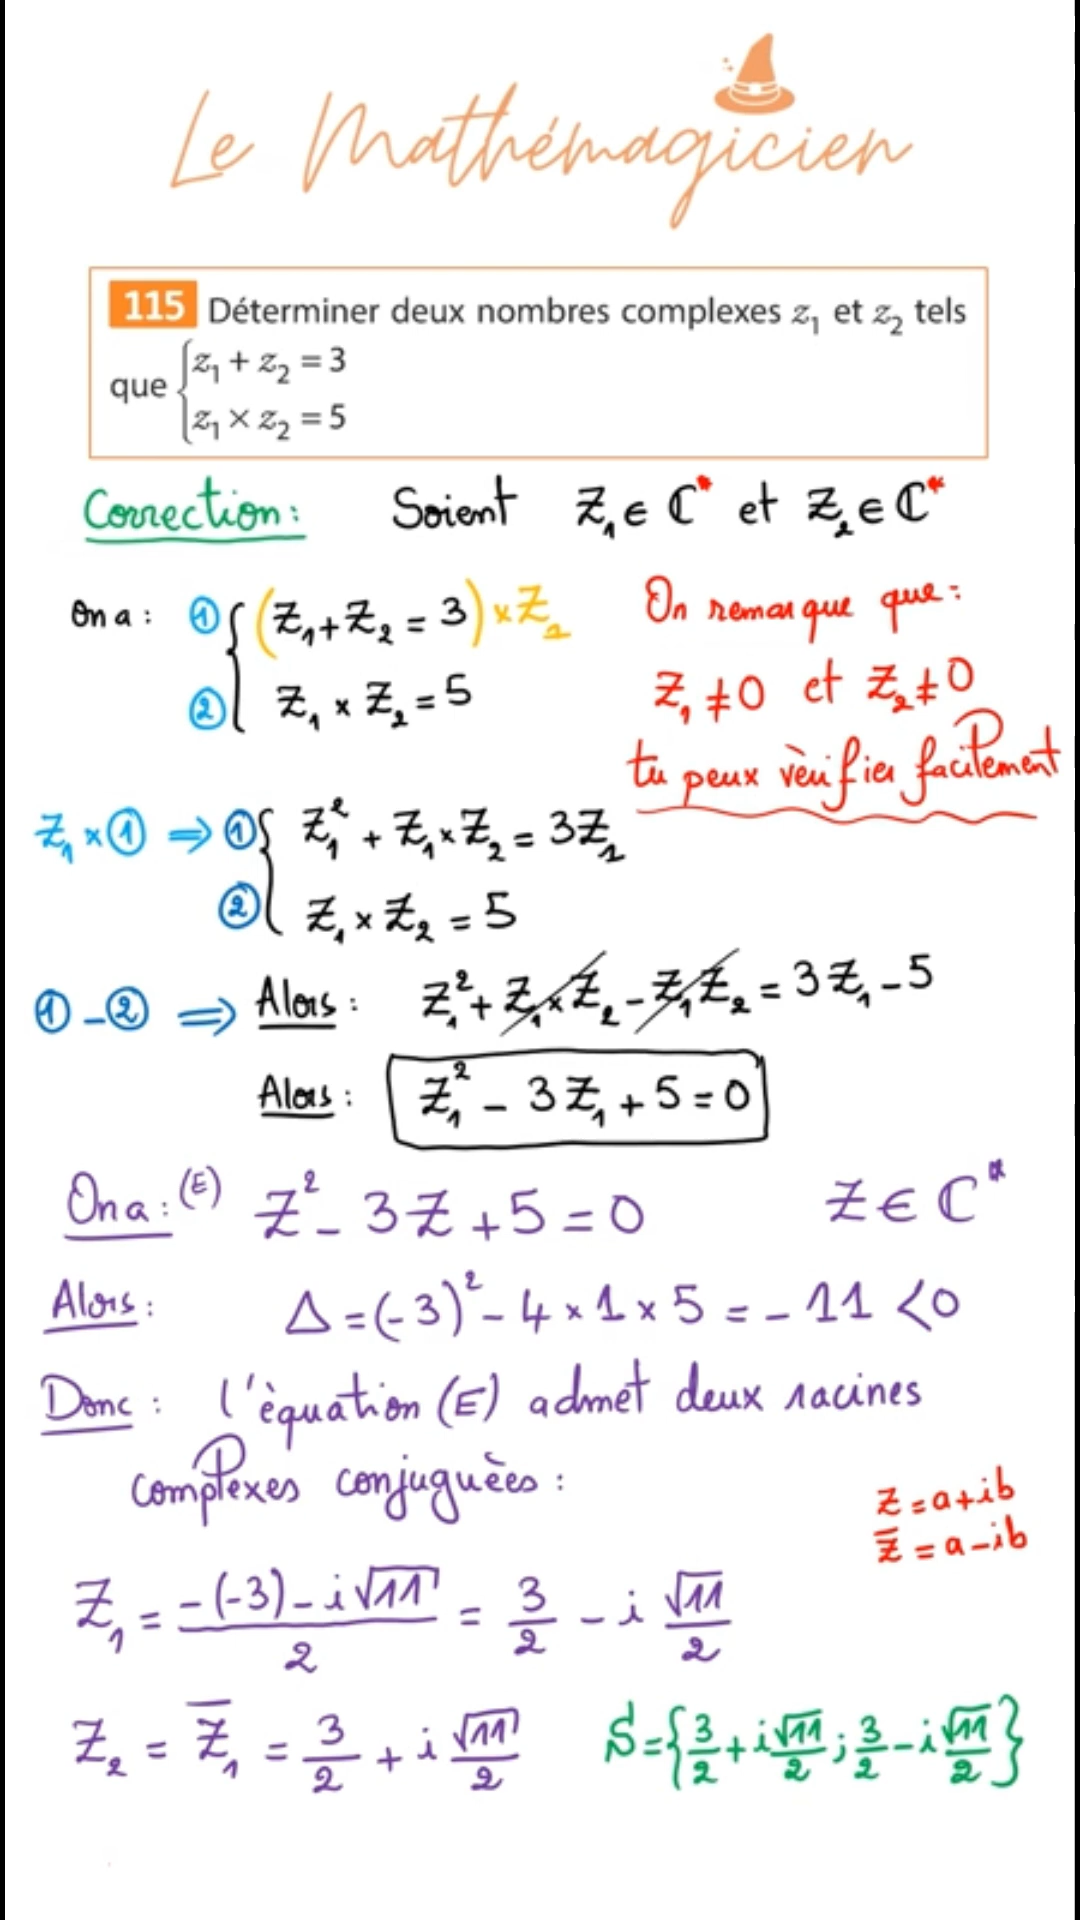 Le Mathémagicien
115 Déterminer deux nombres complexes z₁ et z₂ tels
que { z₁ + z₂ = 3
z₁ × z₂ = 5
Correction : Soient Z₁ ∈ ℂ* et Z₂ ∈ ℂ*
On a : ① { (Z₁ + Z₂ = 3) × Z₁
② Z₁ × Z₂ = 5
On remarque que :
Z₁ ≠ 0 et Z₂ ≠ 0
tu peux vèrifier facilement
Z₁ × ① ⇒ ① { Z₁² + Z₁ × Z₂ = 3Z₁
② Z₁ × Z₂ = 5
① - ② ⇒ Alors : Z₁² + Z₁ × Z₂ - Z₁Z₂ = 3Z₁ - 5
Alors : Z₁² - 3Z₁ + 5 = 0
On a : (E) Z² - 3Z + 5 = 0 Z ∈ ℂ*
Alors : Δ = (-3)² - 4 × 1 × 5 = - 11 < 0
Donc : l'èquation (E) admet deux racines
complexes conjuguèes :
Z = a + ib
Z̄ = a - ib
Z₁ = (-(-3) - i√11)/2 = 3/2 - i √11/2
Z₂ = Z̄₁ = 3/2 + i √11/2 S = {3/2 + i√11/2 ; 3/2 - i√11/2}